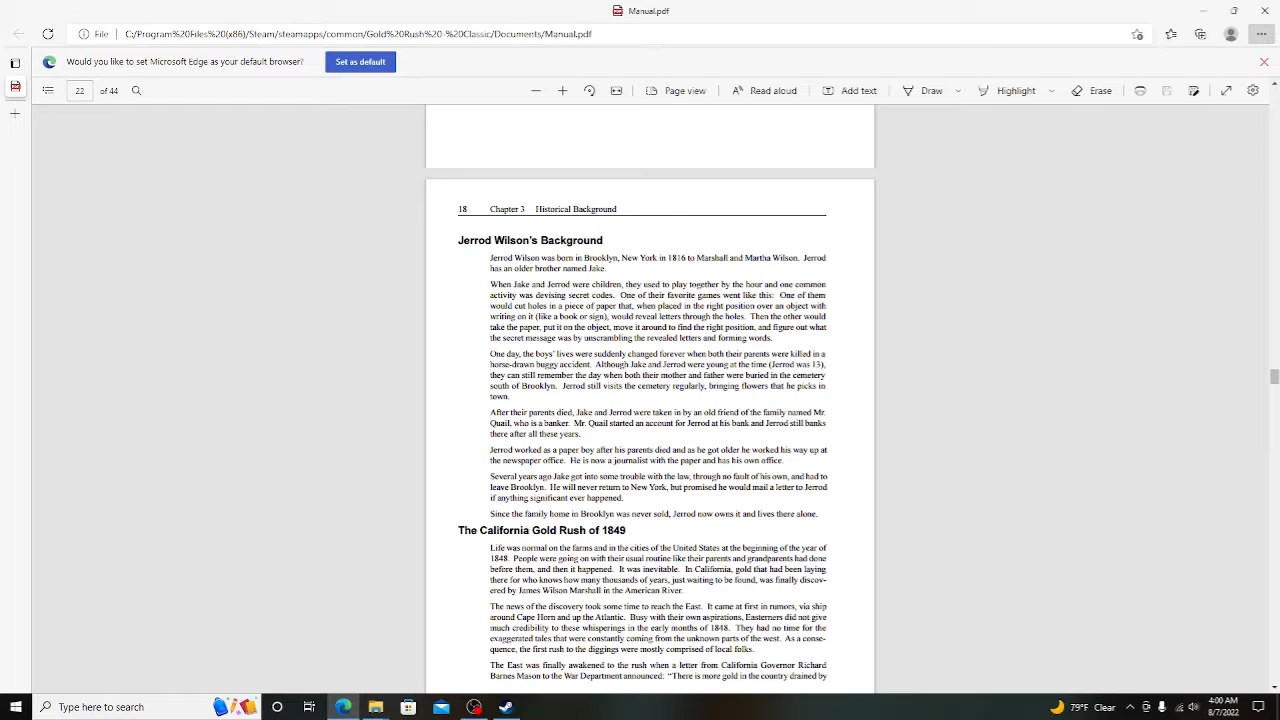 Manual.pdf
File C:/Program%20Files%20(x86)/Steam/steamapps/common/Gold%20Rush%20-%20Classic/Documents/Manual.pdf
Would you like to set Microsoft Edge as your default browser? Set as default
22 of 44 Page view Read aloud Add text Draw Highlight Erase
18 Chapter 3 Historical Background
Jerrod Wilson's Background
Jerrod Wilson was born in Brooklyn, New York in 1816 to Marshall and Martha Wilson. Jerrod
has an older brother named Jake.
When Jake and Jerrod were children, they used to play together by the hour and one common
activity was devising secret codes. One of their favorite games went like this: One of them
would cut holes in a piece of paper that, when placed in the right position over an object with
writing on it (like a book or sign), would reveal letters through the holes. Then the other would
take the paper, put it on the object, move it around to find the right position, and figure out what
the secret message was by unscrambling the revealed letters and forming words.
One day, the boys' lives were suddenly changed forever when both their parents were killed in a
horse-drawn buggy accident. Although Jake and Jerrod were young at the time (Jerrod was 13),
they can still remember the day when both their mother and father were buried in the cemetery
south of Brooklyn. Jerrod still visits the cemetery regularly, bringing flowers that he picks in
town.
After their parents died, Jake and Jerrod were taken in by an old friend of the family named Mr.
Quail, who is a banker. Mr. Quail started an account for Jerrod at his bank and Jerrod still banks
there after all these years.
Jerrod worked as a paper boy after his parents died and as he got older he worked his way up at
the newspaper office. He is now a journalist with the paper and has his own office.
Several years ago Jake got into some trouble with the law, through no fault of his own, and had to
leave Brooklyn. He will never return to New York, but promised he would mail a letter to Jerrod
if anything significant ever happened.
Since the family home in Brooklyn was never sold, Jerrod now owns it and lives there alone.
The California Gold Rush of 1849
Life was normal on the farms and in the cities of the United States at the beginning of the year of
1848. People were going on with their usual routine like their parents and grandparents had done
before them, and then it happened. It was inevitable. In California, gold that had been laying
there for who knows how many thousands of years, just waiting to be found, was finally discov-
ered by James Wilson Marshall in the American River.
The news of the discovery took some time to reach the East. It came at first in rumors, via ship
around Cape Horn and up the Atlantic. Busy with their own aspirations, Easterners did not give
much credibility to these whisperings in the early months of 1848. They had no time for the
exaggerated tales that were constantly coming from the unknown parts of the west. As a conse-
quence, the first rush to the diggings were mostly comprised of local folks.
The East was finally awakened to the rush when a letter from California Governor Richard
Barnes Mason to the War Department announced: "There is more gold in the country drained by
Type here to search
79°F Clear
4:00 AM
8/7/2022